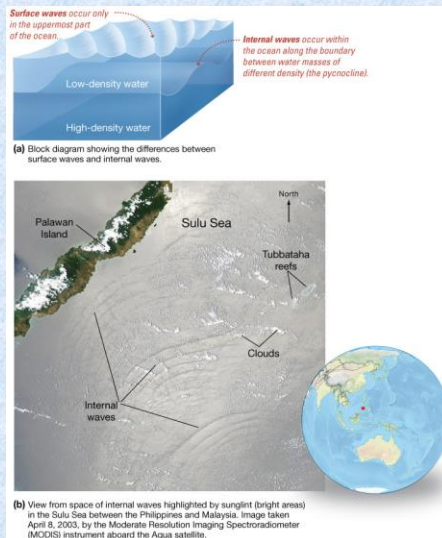 Surface waves occur only
in the uppermost part
of the ocean.
Internal waves occur within
the ocean along the boundary
between water masses of
different density (the pycnocline).
Low-density water
High-density water
(a) Block diagram showing the differences between
surface waves and internal waves.
North
Palawan
Island
Sulu Sea
Tubbataha
reefs
Clouds
Internal
waves
(b) View from space of internal waves highlighted by sunglint (bright areas)
in the Sulu Sea between the Philippines and Malaysia. Image taken
April 8, 2003, by the Moderate Resolution Imaging Spectroradiometer
(MODIS) instrument aboard the Aqua satellite.